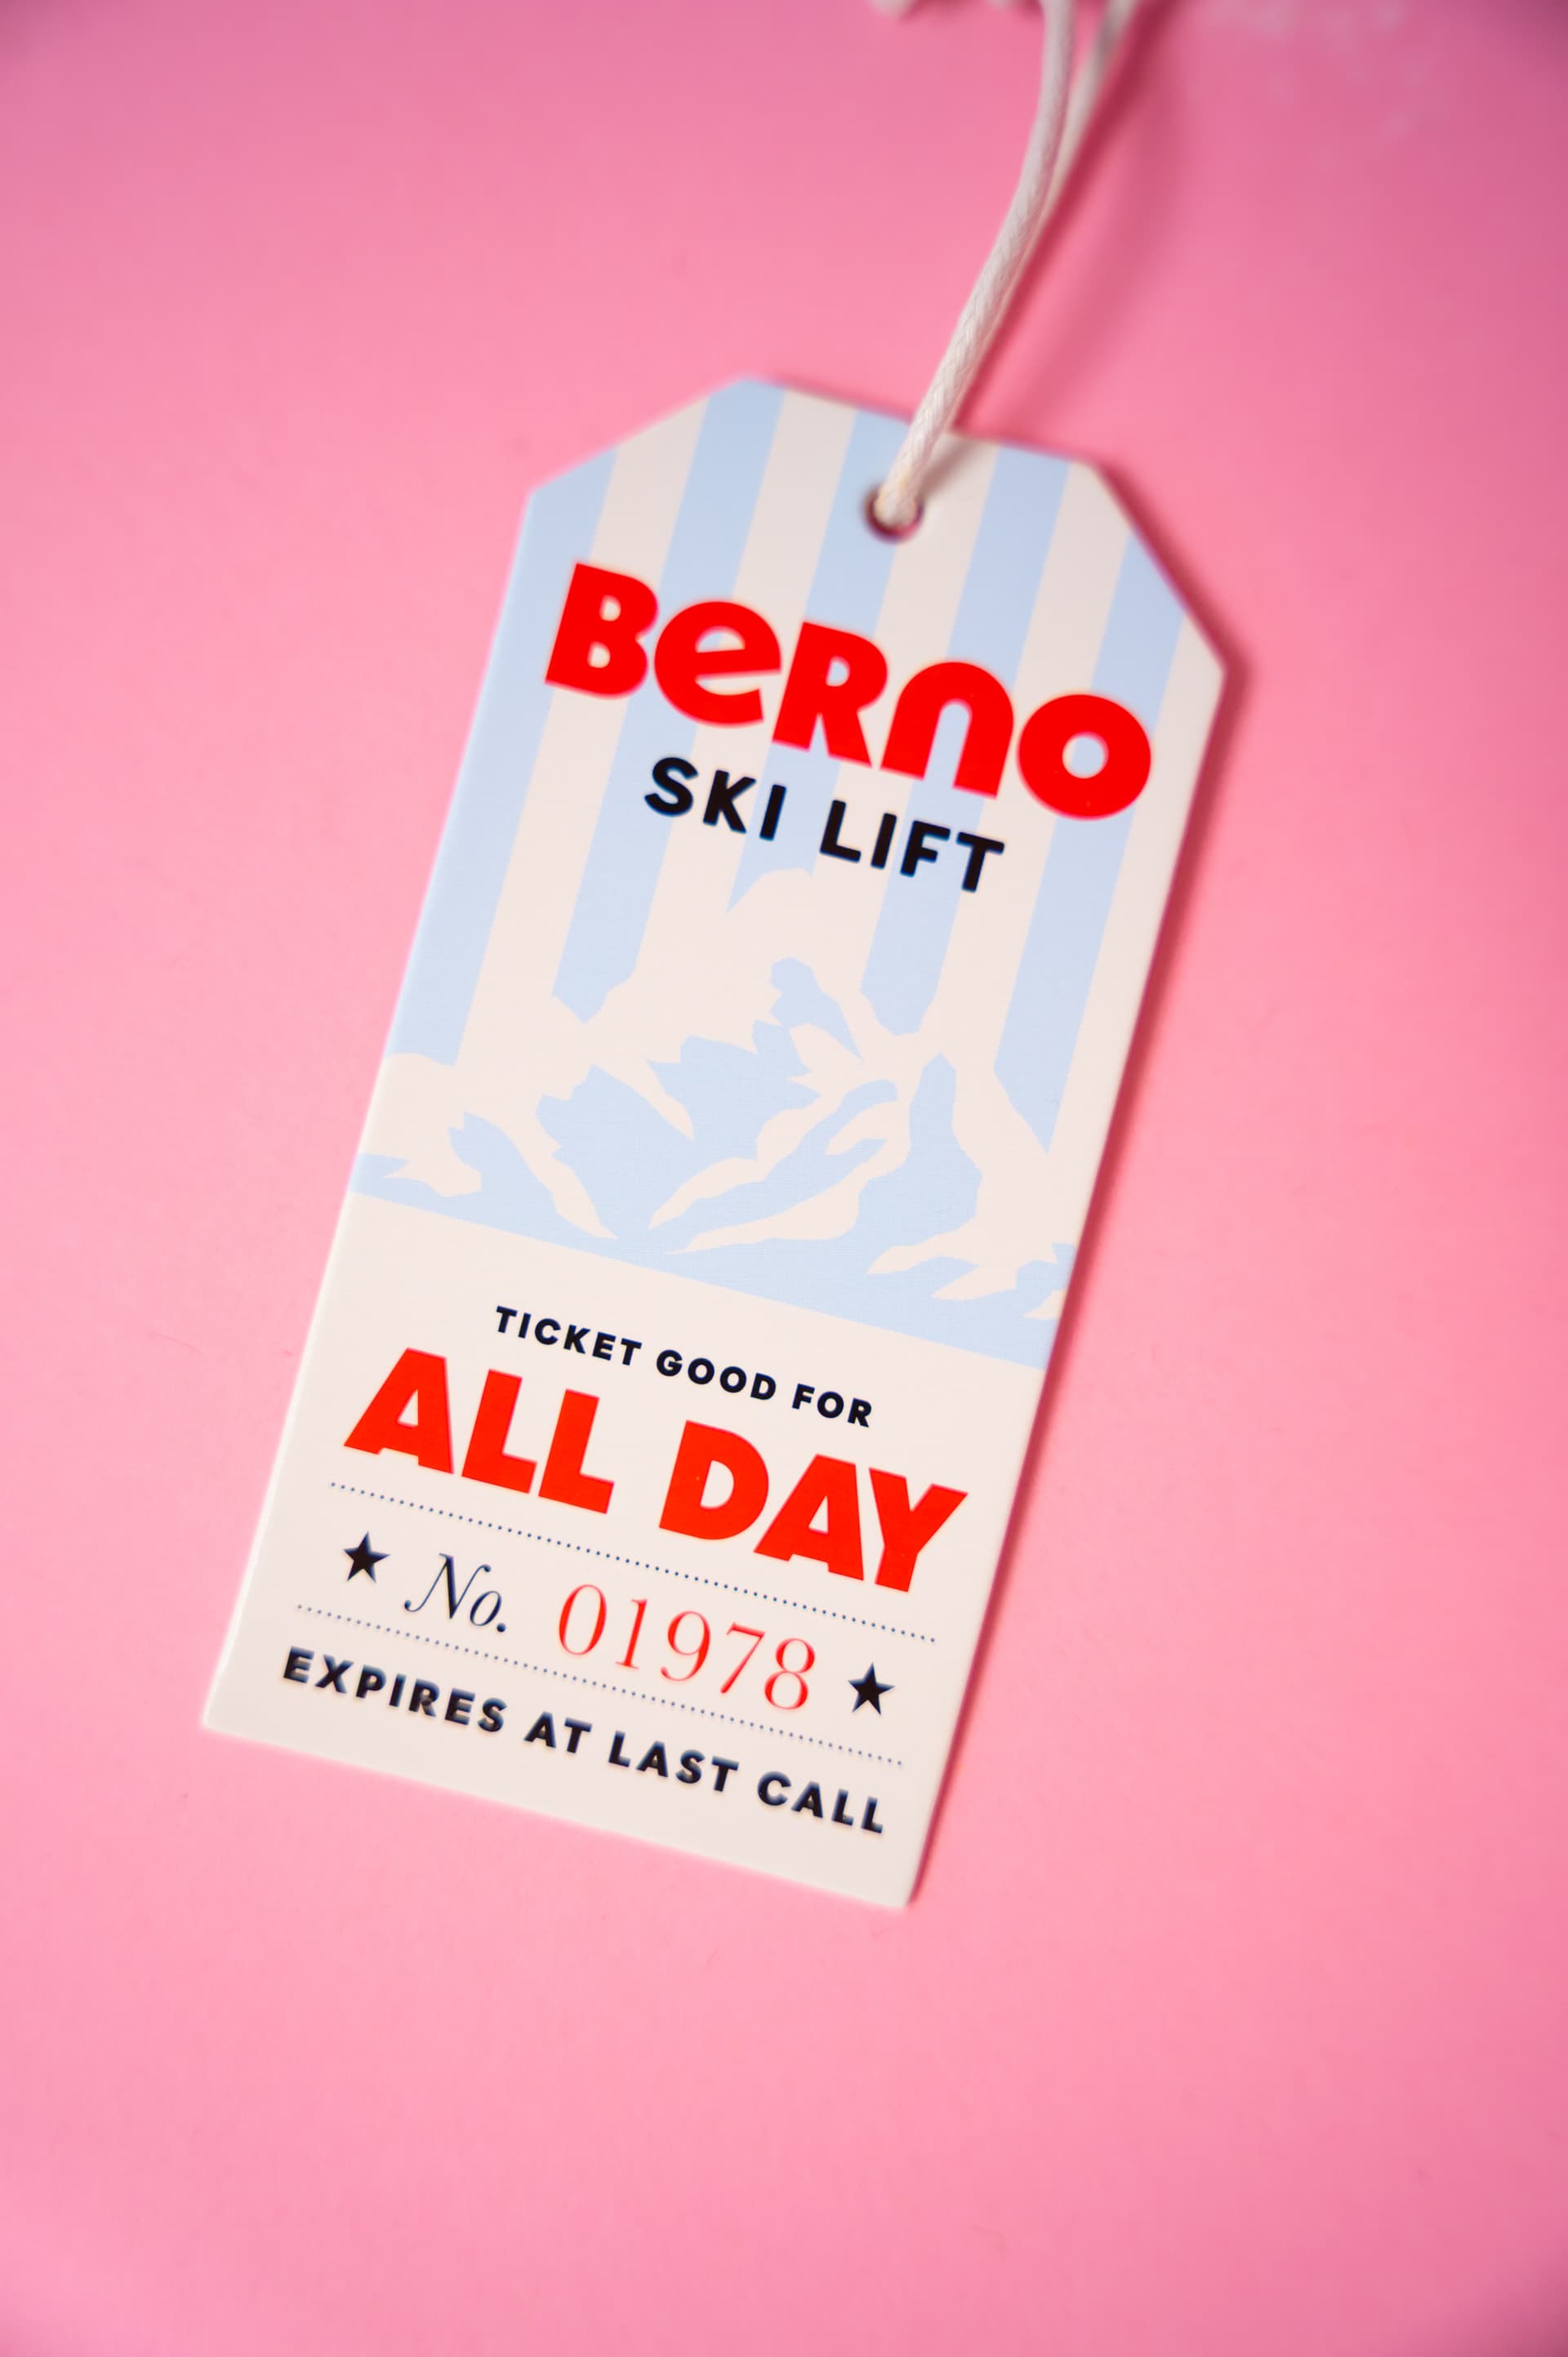 BeRnO
SKI LIFT
TICKET GOOD FOR
ALL DAY
★ No. 01978 ★
EXPIRES AT LAST CALL